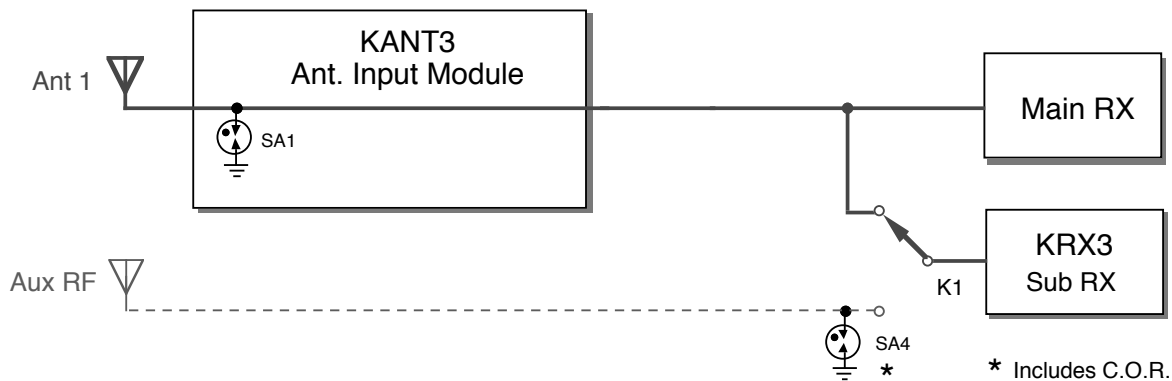 KANT3
Ant. Input Module
Ant 1
SA1
Main RX
KRX3
Sub RX
K1
Aux RF
SA4
*
* Includes C.O.R.